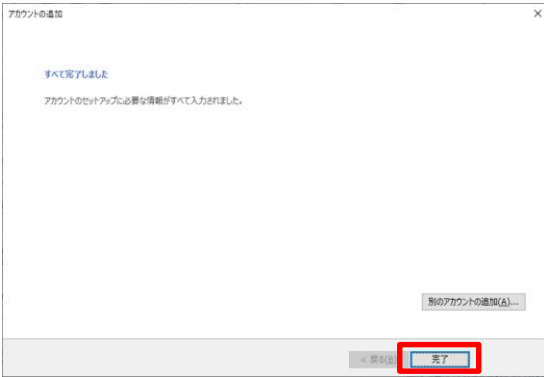 アカウントの追加
すべて完了しました
アカウントのセットアップに必要な情報がすべて入力されました。
別のアカウントの追加(A)...
< 戻る(B)
完了